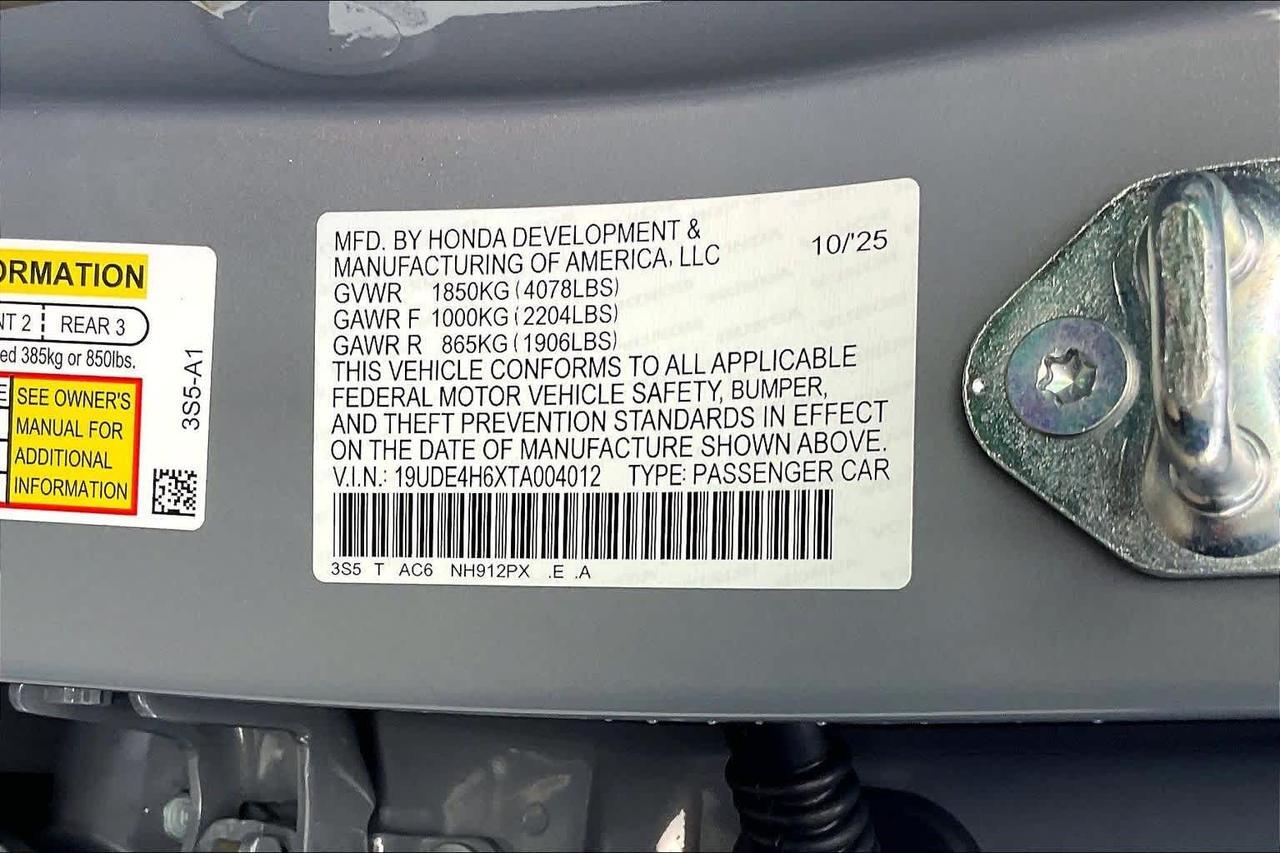 ORMATION
NT 2 REAR 3
ed 385kg or 850lbs.
E
SEE OWNER'S
MANUAL FOR
ADDITIONAL
INFORMATION
3S5-A1
MFD. BY HONDA DEVELOPMENT &
MANUFACTURING OF AMERICA, LLC 10/'25
GVWR 1850KG (4078LBS)
GAWR F 1000KG (2204LBS)
GAWR R 865KG (1906LBS)
THIS VEHICLE CONFORMS TO ALL APPLICABLE
FEDERAL MOTOR VEHICLE SAFETY, BUMPER,
AND THEFT PREVENTION STANDARDS IN EFFECT
ON THE DATE OF MANUFACTURE SHOWN ABOVE.
V.I.N.: 19UDE4H6XTA004012 TYPE: PASSENGER CAR
3S5 T AC6 NH912PX .E .A